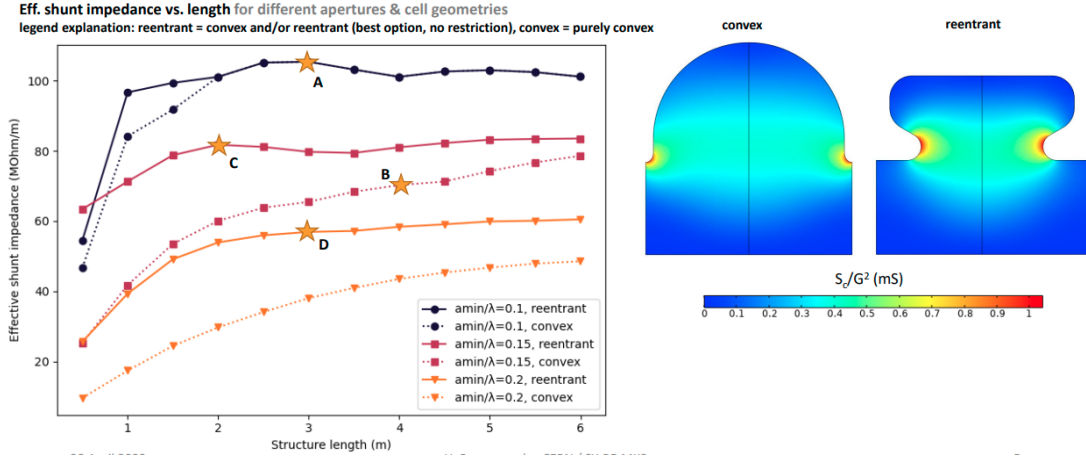 Eff. shunt impedance vs. length for different apertures & cell geometries
legend explanation: reentrant = convex and/or reentrant (best option, no restriction), convex = purely convex
convex
reentrant
Effective shunt impedance (MOhm/m)
100
80
60
40
20
A
B
C
D
amin/λ=0.1, reentrant
amin/λ=0.1, convex
amin/λ=0.15, reentrant
amin/λ=0.15, convex
amin/λ=0.2, reentrant
amin/λ=0.2, convex
1 2 3 4 5 6
Structure length (m)
Sc/G² (mS)
0 0.1 0.2 0.3 0.4 0.5 0.6 0.7 0.8 0.9 1